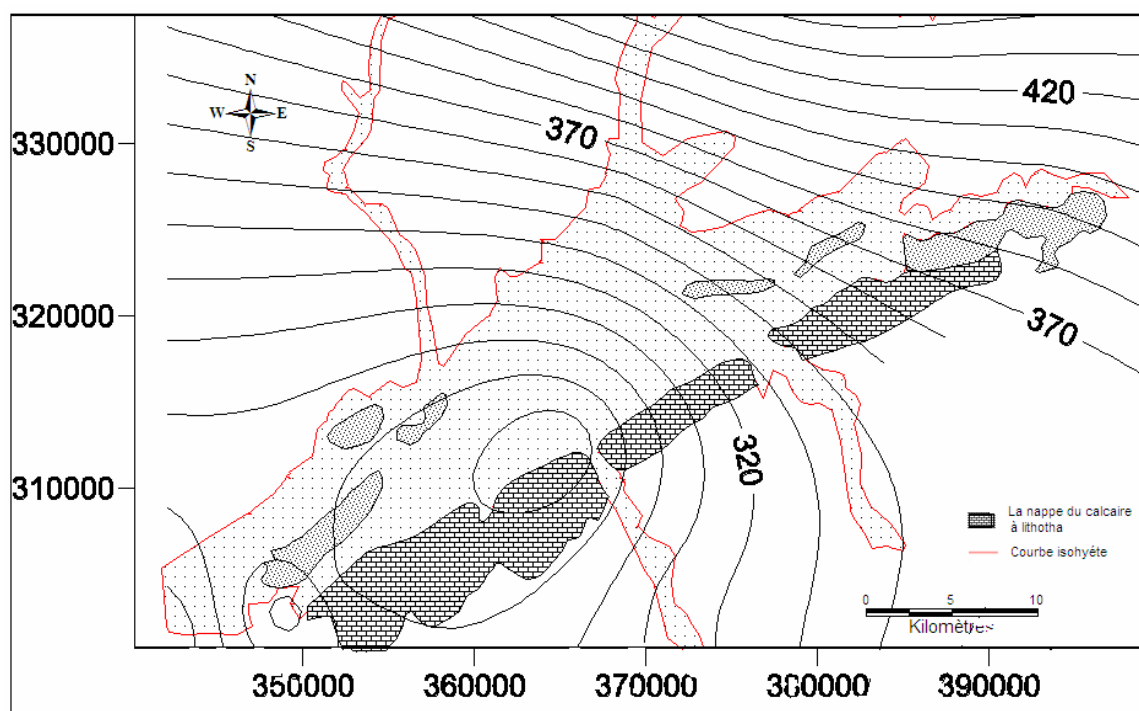 N
W E
S
420
370
330000
320000
370
320
310000
La nappe du calcaire
à lithotha
Courbe isohyète
0 5 10
Kilomètres
350000 360000 370000 380000 390000